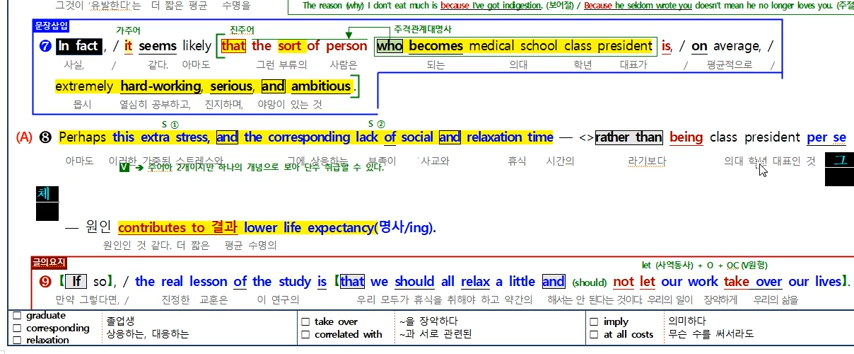 그것이 '유발한다'는 더 짧은 평균 수명을
The reason (why) I don't eat much is because I've got indigestion. (보어절) / Because he seldom wrote you doesn't mean he no longer loves you. (주절
문장삽입
/ 가주어 진주어 주격관계대명사
❼ In fact, / it seems likely that the sort of person who becomes medical school class president is, / on average, /
사실, / 같다. 아마도 그런 부류의 사람은 되는 의대 학년 대표가 / 평균적으로 /
extremely hard-working, serious, and ambitious.
몹시 열심히 공부하고, 진지하며, 야망이 있는 것
S ① S ②
(A) ❽ Perhaps this extra stress, and the corresponding lack of social and relaxation time — <>rather than being class president per se
아마도 이러한 가중된 스트레스와 그에 상응하는 부족이 사교와 휴식 시간의 라기보다 의대 학년 대표인 것 그
V ➔ 주어이 2개이지만 하나의 개념으로 보아 단수 취급할 수 있다.
체
— 원인 contributes to 결과 lower life expectancy(명사/ing).
원인인 것 같다. 더 짧은 평균 수명의
글의요지
let (사역동사) + O + OC (V원형)
❾ 【If so】, / the real lesson of the study is 【that we should all relax a little and (should) not let our work take over our lives】.
만약 그렇다면, / 진정한 교훈은 이 연구의 우리 모두가 휴식을 취해야 하고 약간의 해서는 안 된다는 것이다. 우리의 일이 장악하게 우리의 삶을
□ graduate 졸업생 □ take over ~을 장악하다 □ imply 의미하다
□ corresponding 상응하는, 대응하는 □ correlated with ~과 서로 관련된 □ at all costs 무슨 수를 써서라도
□ relaxation